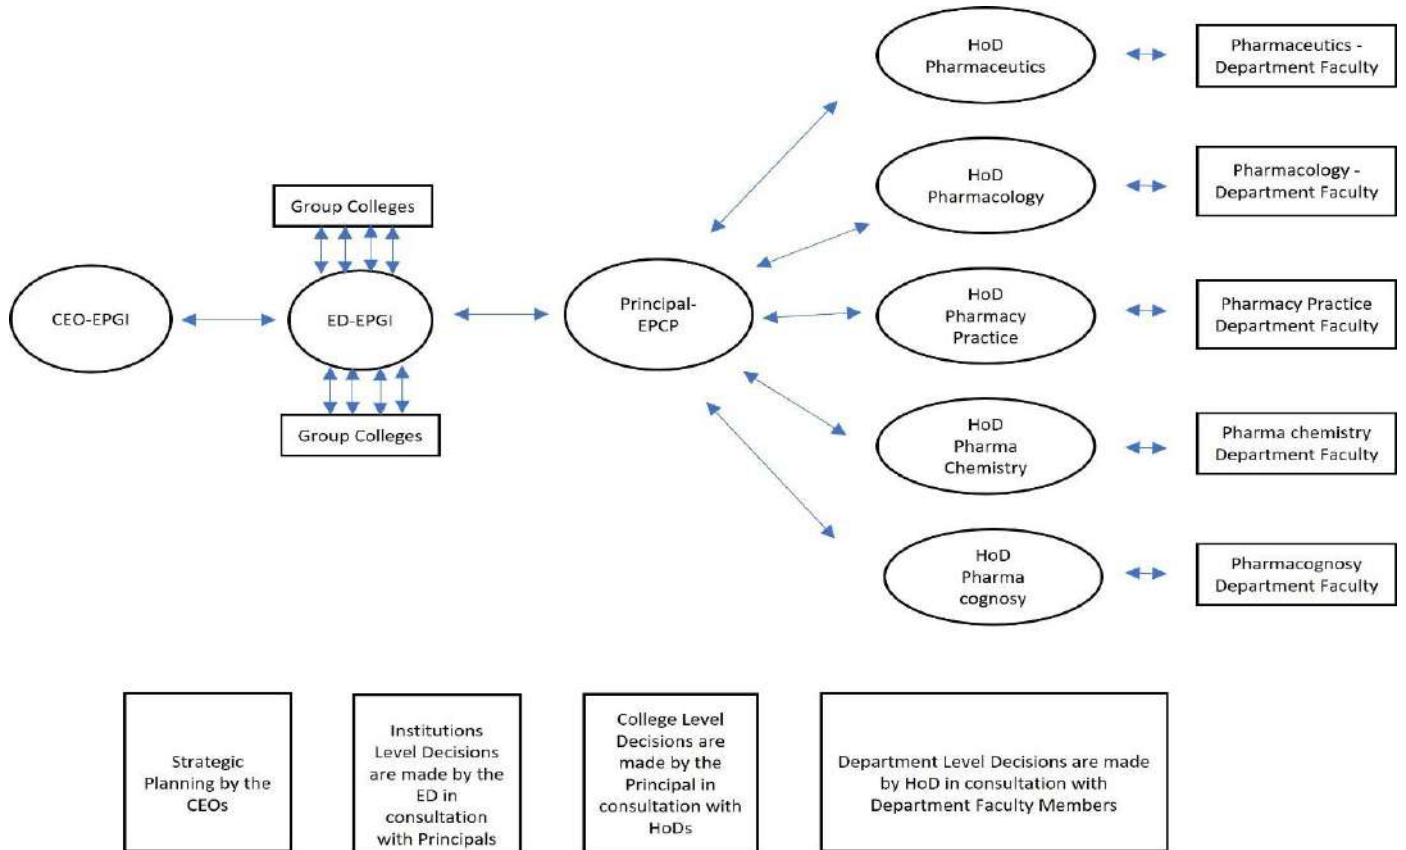 HoD
Pharmaceutics
Pharmaceutics -
Department Faculty
HoD
Pharmacology
Pharmacology -
Department Faculty
Group Colleges
CEO-EPGI
ED-EPGI
Principal-
EPCP
HoD
Pharmacy
Practice
Pharmacy Practice
Department Faculty
Group Colleges
HoD
Pharma
Chemistry
Pharma chemistry
Department Faculty
HoD
Pharma
cognosy
Pharmacognosy
Department Faculty
Strategic
Planning by the
CEOs
Institutions
Level Decisions
are made by the
ED in
consultation
with Principals
College Level
Decisions are
made by the
Principal in
consultation with
HoDs
Department Level Decisions are made
by HoD in consultation with
Department Faculty Members